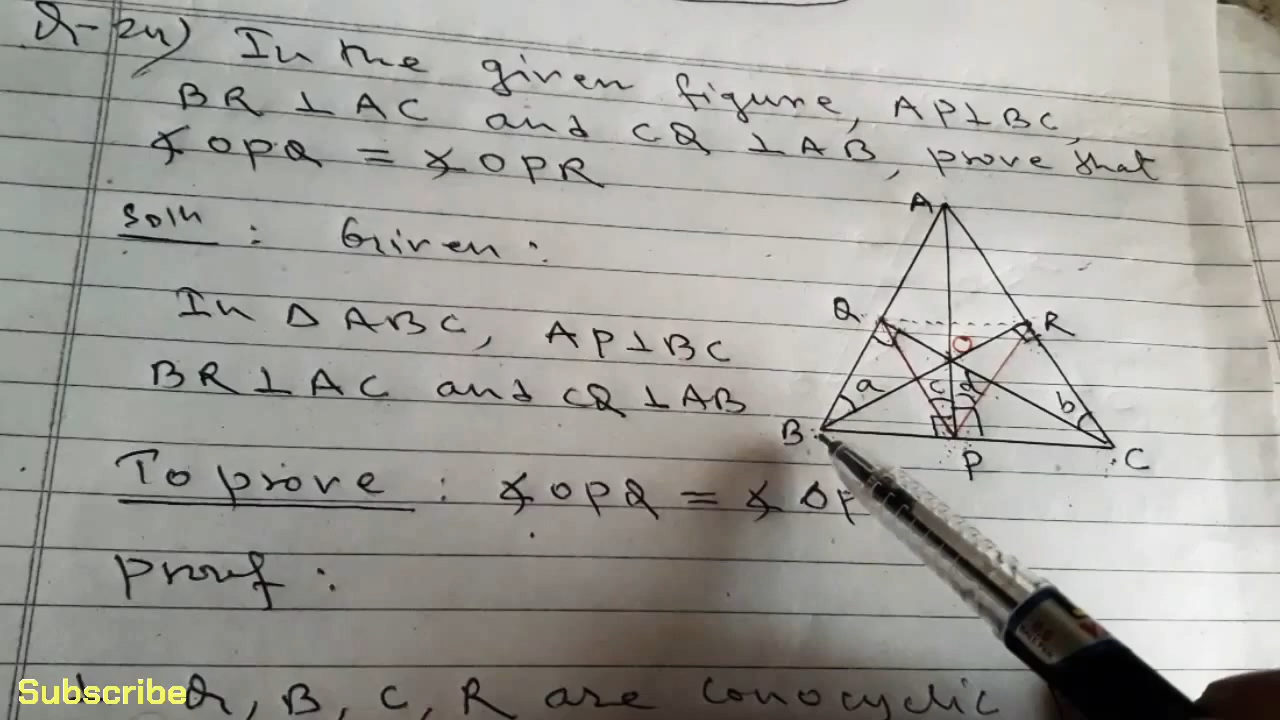 Q-24) In the given figure, AP⊥BC,
BR ⊥ AC and CQ ⊥ AB, prove that
∡OPQ = ∡OPR
Soln : Given :
In △ABC, AP⊥BC
BR ⊥ AC and CQ ⊥ AB
To prove : ∡OPQ = ∡OP
Proof :
Q, B, C, R are conocyclic
A
Q
R
O
a
c
d
b
B
P
C
Subscribe